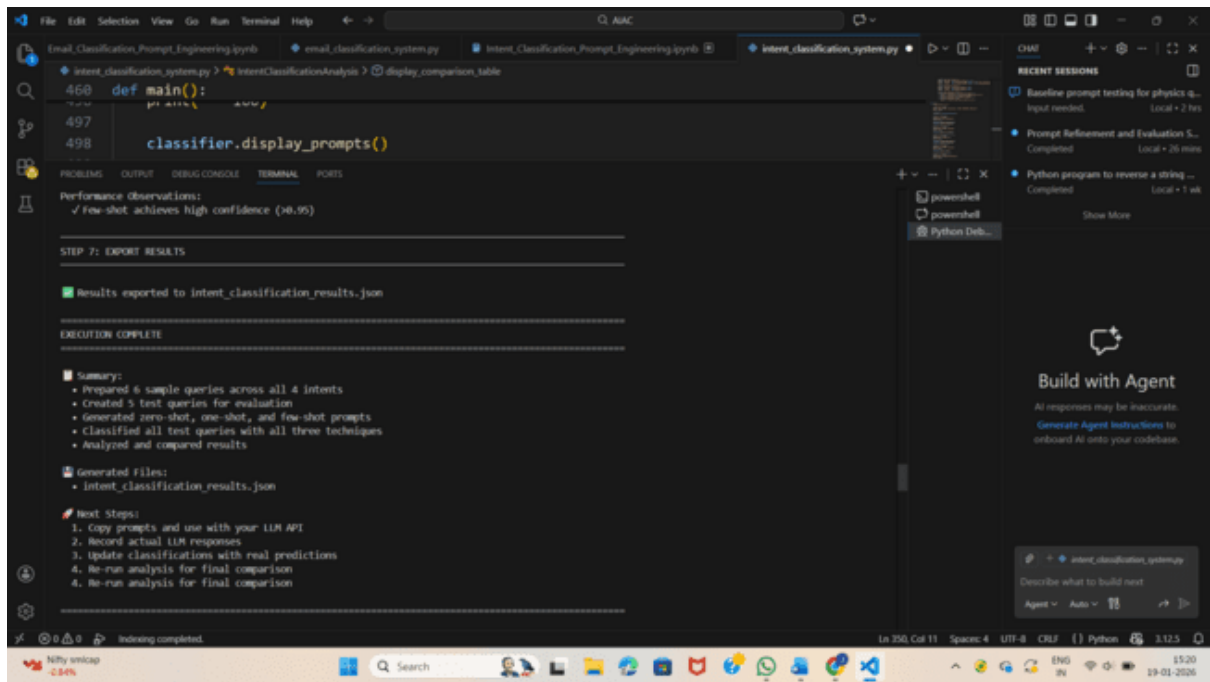 File Edit Selection View Go Run Terminal Help
AIAC
Email_Classification_Prompt_Engineering.ipynb
email_classification_system.py
Intent_Classification_Prompt_Engineering.ipynb
intent_classification_system.py
intent_classification_system.py > IntentClassificationAnalysis > display_comparison_table
460 def main():
497
498 classifier.display_prompts()
PROBLEMS OUTPUT DEBUG CONSOLE TERMINAL PORTS
Performance Observations:
✓ Few-shot achieves high confidence (>0.95)
STEP 7: EXPORT RESULTS
✅ Results exported to intent_classification_results.json
EXECUTION COMPLETE
📋 Summary:
• Prepared 6 sample queries across all 4 intents
• Created 5 test queries for evaluation
• Generated zero-shot, one-shot, and few-shot prompts
• Classified all test queries with all three techniques
• Analyzed and compared results
💾 Generated Files:
• intent_classification_results.json
🚀 Next Steps:
1. Copy prompts and use with your LLM API
2. Record actual LLM responses
3. Update classifications with real predictions
4. Re-run analysis for final comparison
4. Re-run analysis for final comparison
powershell
powershell
Python Deb...
CHAT
RECENT SESSIONS
Baseline prompt testing for physics q...
Input needed. Local • 2 hrs
Prompt Refinement and Evaluation S...
Completed Local • 26 mins
Python program to reverse a string ...
Completed Local • 1 wk
Show More
Build with Agent
AI responses may be inaccurate.
Generate Agent Instructions to
onboard AI onto your codebase.
intent_classification_system.py
Describe what to build next
Agent Auto
0 0 Indexing completed.
Ln 350, Col 11 Spaces: 4 UTF-8 CRLF {} Python 3.12.5
Nifty smlcap
-0.84%
Search
ENG
IN
15:20
19-01-2026